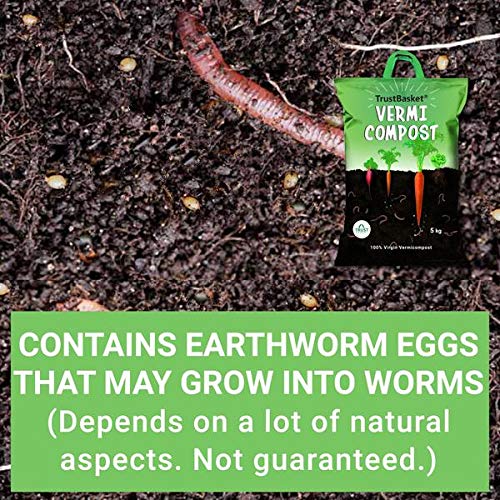 TrustBasket®
VERMI
COMPOST
TRUST
5 kg
100% Virgin Vermicompost
CONTAINS EARTHWORM EGGS
THAT MAY GROW INTO WORMS
(Depends on a lot of natural
aspects. Not guaranteed.)